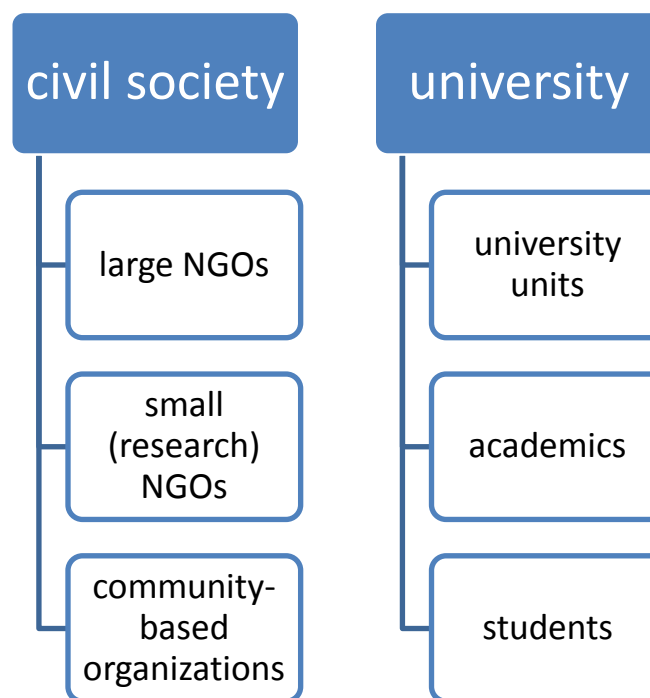 civil society
large NGOs
small
(research)
NGOs
community-
based
organizations
university
university
units
academics
students